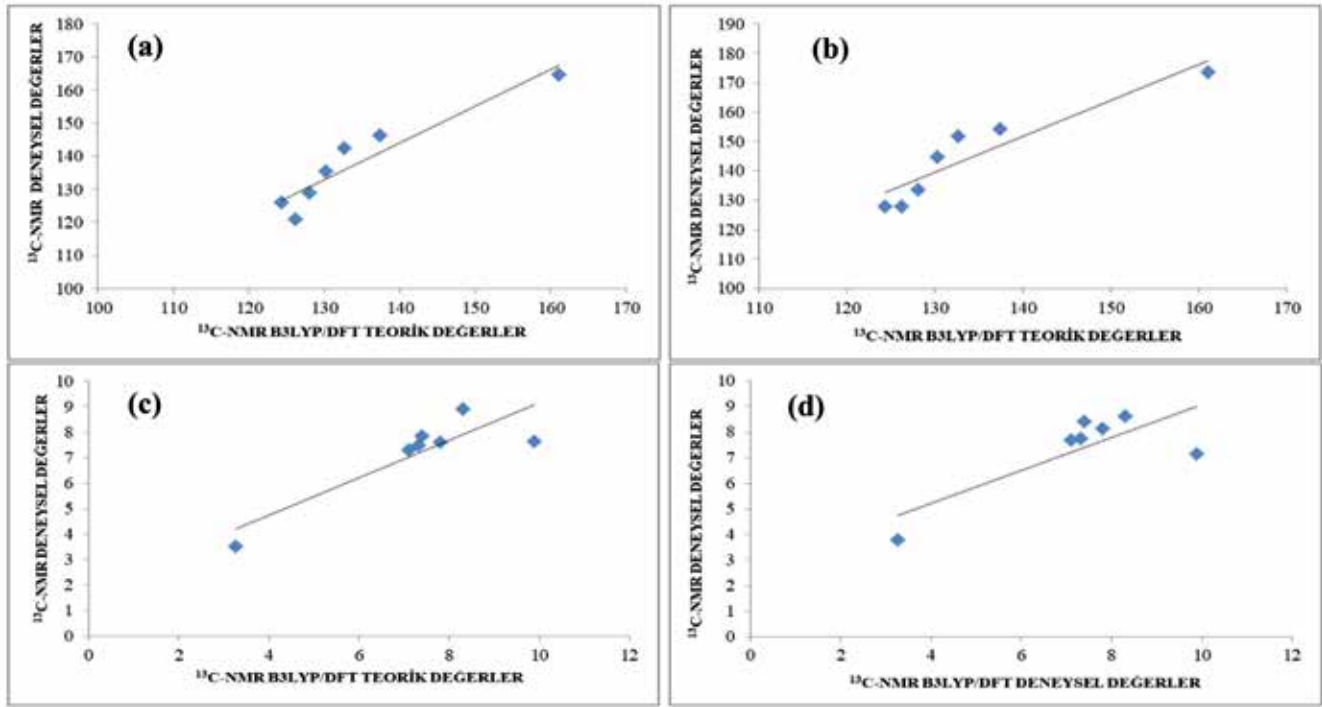 (a)
¹³C-NMR DENEYSEL DEĞERLER
180
170
160
150
140
130
120
110
100
100 110 120 130 140 150 160 170
¹³C-NMR B3LYP/DFT TEORİK DEĞERLER
(b)
¹³C-NMR DENEYSEL DEĞERLER
190
180
170
160
150
140
130
120
110
100
110 120 130 140 150 160 170
¹³C-NMR B3LYP/DFT TEORİK DEĞERLER
(c)
¹³C-NMR DENEYSEL DEĞERLER
10
9
8
7
6
5
4
3
2
1
0
0 2 4 6 8 10 12
¹³C-NMR B3LYP/DFT TEORİK DEĞERLER
(d)
¹³C-NMR DENEYSEL DEĞERLER
10
9
8
7
6
5
4
3
2
1
0
0 2 4 6 8 10 12
¹³C-NMR B3LYP/DFT DENEYSEL DEĞERLER